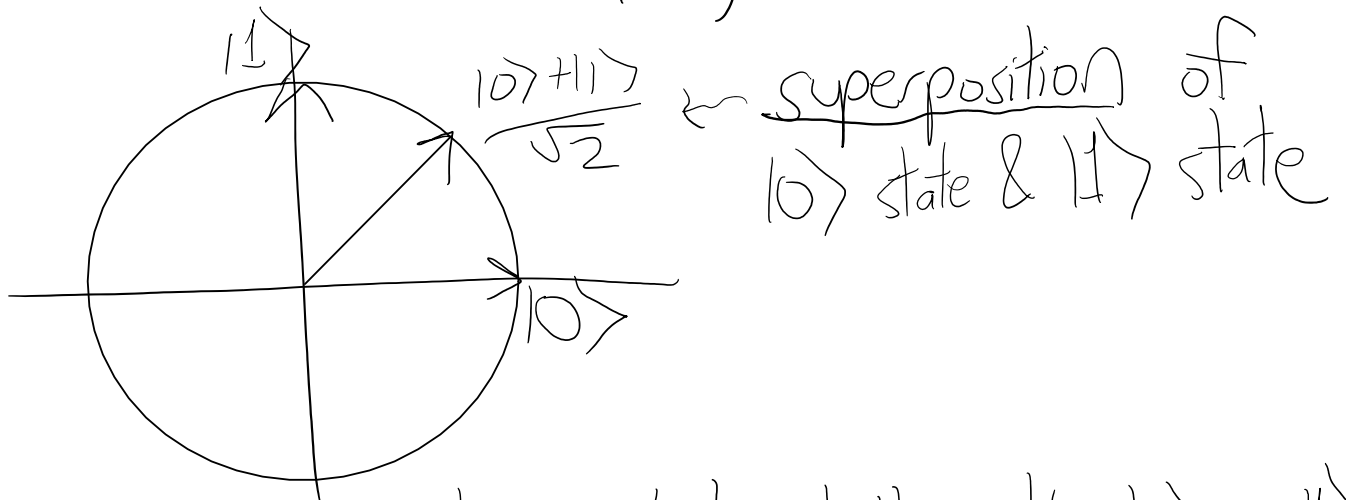 |1⟩
|0⟩+|1⟩
√2
← superposition of
|0⟩ state & |1⟩ state
|0⟩